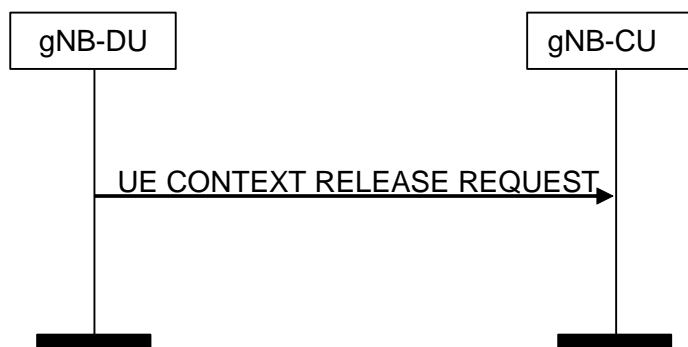 gNB-DU
gNB-CU
UE CONTEXT RELEASE REQUEST